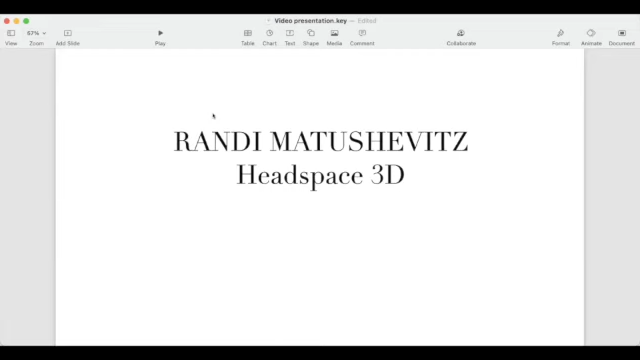 Video presentation.key — Edited
67%
View Zoom Add Slide Play Table Chart Text Shape Media Comment Collaborate Format Animate Document
RANDI MATUSHEVITZ
Headspace 3D